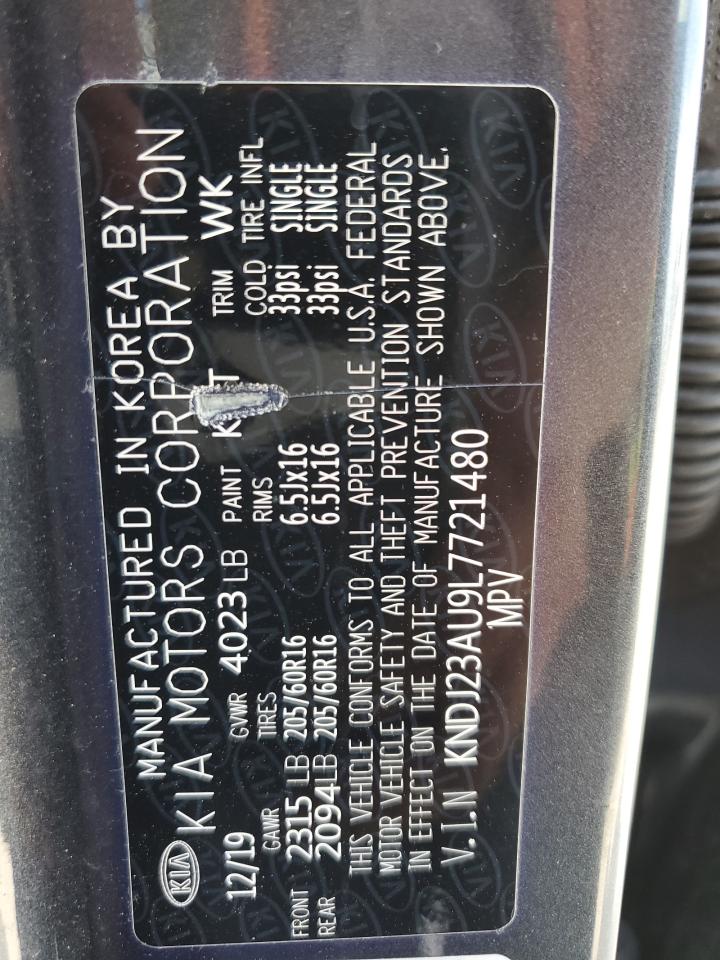 KIA
MANUFACTURED IN KOREA BY
KIA MOTORS CORPORATION
12/19 GVWR 4023 LB PAINT TRIM WK
GAWR TIRES RIMS COLD TIRE INFL
FRONT 2315 LB 205/60R16 6.5Jx16 33psi SINGLE
REAR 2094LB 205/60R16 6.5Jx16 33psi SINGLE
THIS VEHICLE CONFORMS TO ALL APPLICABLE U.S.A. FEDERAL
MOTOR VEHICLE SAFETY AND THEFT PREVENTION STANDARDS
IN EFFECT ON THE DATE OF MANUFACTURE SHOWN ABOVE.
V.I.N KNDJ23AU9L7721480
MPV